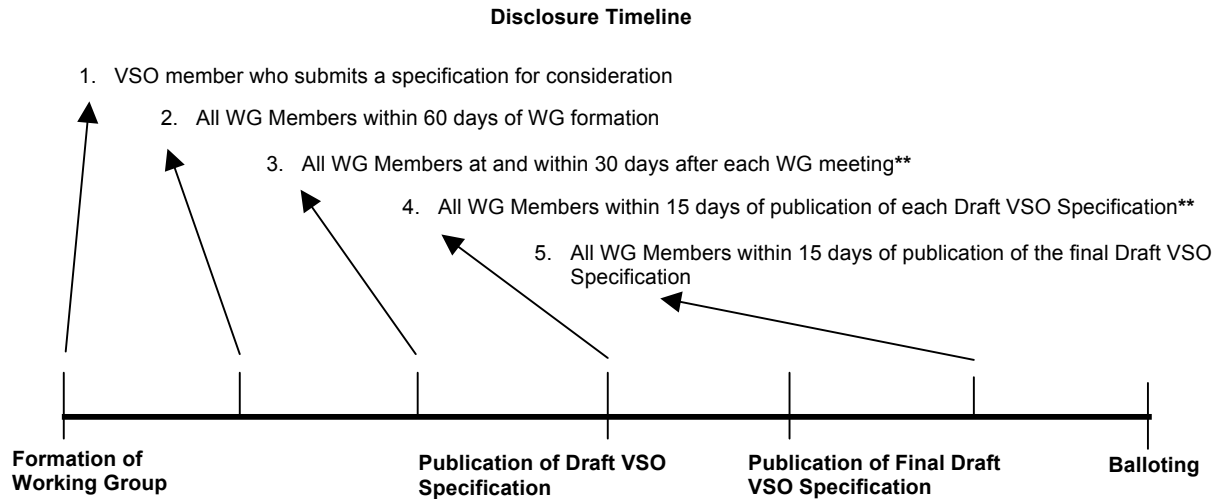 Disclosure Timeline
1. VSO member who submits a specification for consideration
2. All WG Members within 60 days of WG formation
3. All WG Members at and within 30 days after each WG meeting**
4. All WG Members within 15 days of publication of each Draft VSO Specification**
5. All WG Members within 15 days of publication of the final Draft VSO
Specification
Formation of
Working Group
Publication of Draft VSO
Specification
Publication of Final Draft
VSO Specification
Balloting